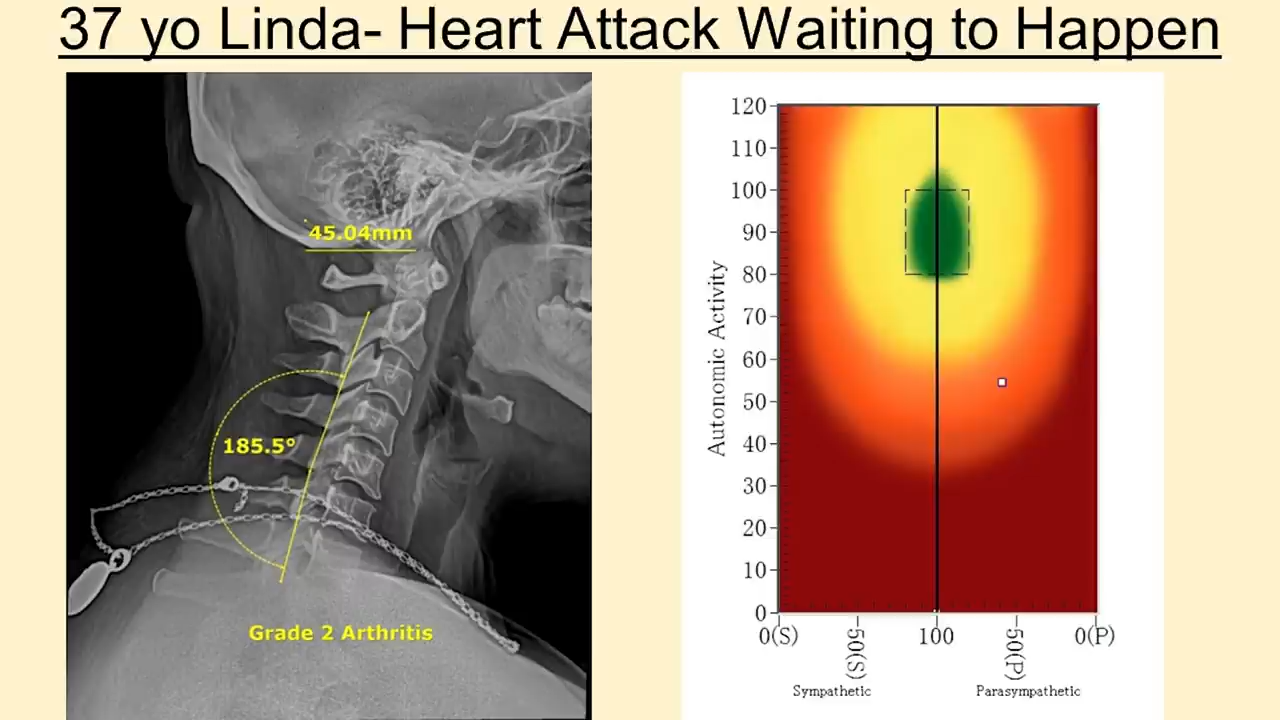 37 yo Linda- Heart Attack Waiting to Happen
45.04mm
185.5°
Grade 2 Arthritis
Autonomic Activity
120
110
100
90
80
70
60
50
40
30
20
10
0
0(S)
50(S)
100
50(P)
0(P)
Sympathetic
Parasympathetic